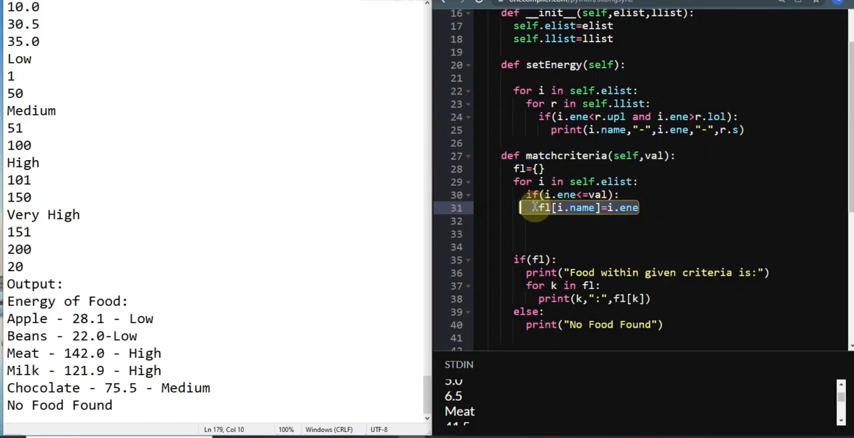 10.0
30.5
35.0
Low
1
50
Medium
51
100
High
101
150
Very High
151
200
20
Output:
Energy of Food:
Apple - 28.1 - Low
Beans - 22.0-Low
Meat - 142.0 - High
Milk - 121.9 - High
Chocolate - 75.5 - Medium
No Food Found
Ln 179, Col 10
100%
Windows (CRLF)
UTF-8
16 def __init__(self,elist,llist):
17 self.elist=elist
18 self.llist=llist
19
20 def setEnergy(self):
21
22 for i in self.elist:
23 for r in self.llist:
24 if(i.ene<r.upl and i.ene>r.lol):
25 print(i.name,"-",i.ene,"-",r.s)
26
27 def matchcriteria(self,val):
28 fl={}
29 for i in self.elist:
30 if(i.ene<=val):
31 fl[i.name]=i.ene
32
33
34
35 if(fl):
36 print("Food within given criteria is:")
37 for k in fl:
38 print(k,":",fl[k])
39 else:
40 print("No Food Found")
41
STDIN
5.0
6.5
Meat